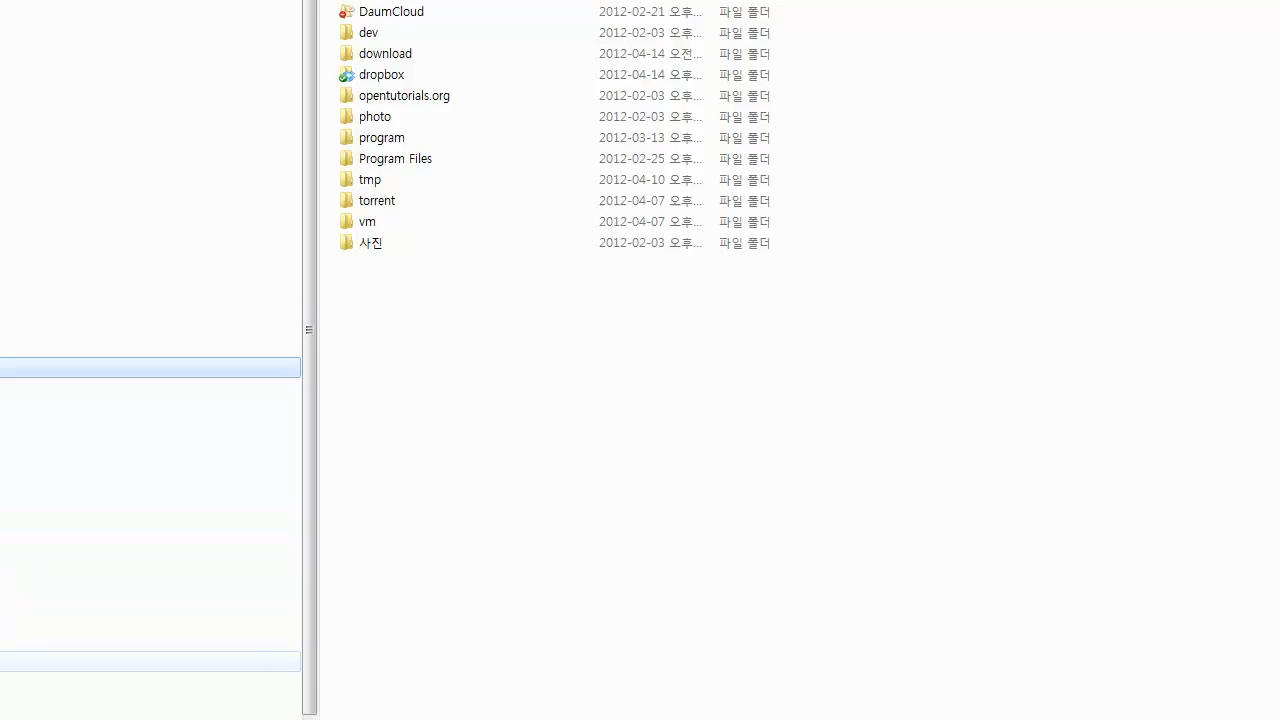 DaumCloud 2012-02-21 오후... 파일 폴더
dev 2012-02-03 오후... 파일 폴더
download 2012-04-14 오전... 파일 폴더
dropbox 2012-04-14 오후... 파일 폴더
opentutorials.org 2012-02-03 오후... 파일 폴더
photo 2012-02-03 오후... 파일 폴더
program 2012-03-13 오후... 파일 폴더
Program Files 2012-02-25 오후... 파일 폴더
tmp 2012-04-10 오후... 파일 폴더
torrent 2012-04-07 오후... 파일 폴더
vm 2012-04-07 오후... 파일 폴더
사진 2012-02-03 오후... 파일 폴더